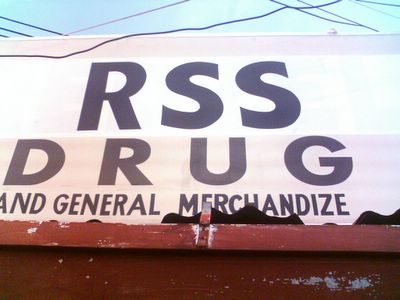 RSS
DRUG
AND GENERAL MERCHANDIZE